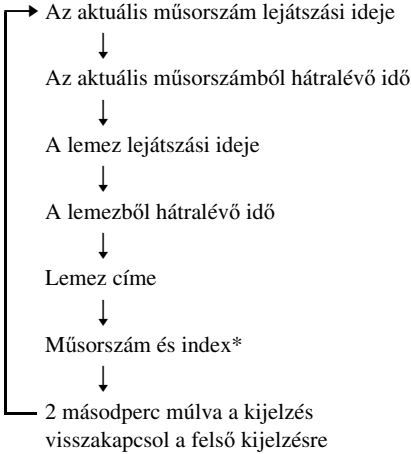 Az aktuális műsorszám lejátszási ideje
Az aktuális műsorszámból hátralévő idő
A lemez lejátszási ideje
A lemezből hátralévő idő
Lemez címe
Műsorszám és index*
2 másodperc múlva a kijelzés
visszakapcsol a felső kijelzésre